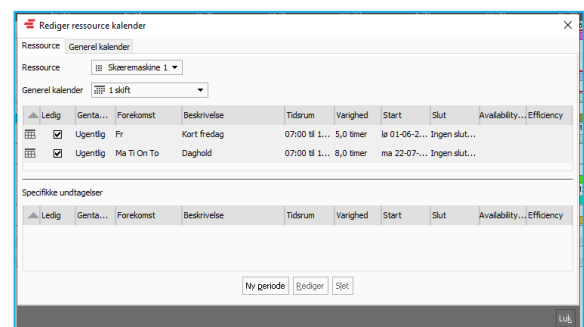 Rediger ressource kalender
Ressource Generel kalender
Ressource Skæremaskine 1
Generel kalender 1 skift
Ledig Genta... Forekomst Beskrivelse Tidsrum Varighed Start Slut Availability... Efficiency
Ugentlig Fr Kort fredag 07:00 til 1... 5,0 timer lø 01-06-2... Ingen slut...
Ugentlig Ma Ti On To Daghold 07:00 til 1... 8,0 timer ma 22-07-... Ingen slut...
Specifikke undtagelser
Ledig Genta... Forekomst Beskrivelse Tidsrum Varighed Start Slut Availability... Efficiency
Ny periode Rediger Slet
Luk